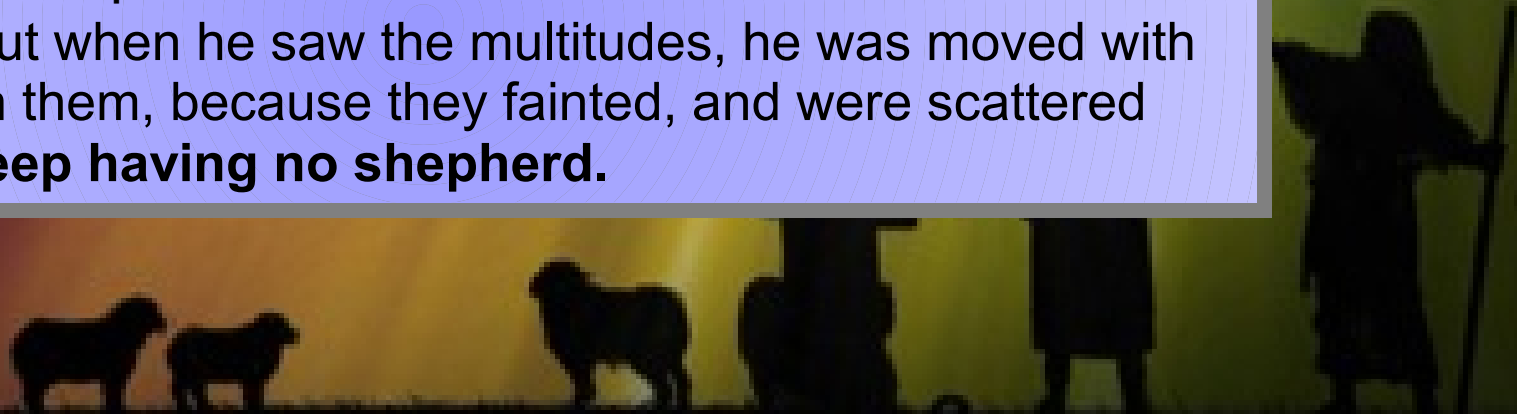 ut when he saw the multitudes, he was moved with
them, because they fainted, and were scattered
eep having no shepherd.